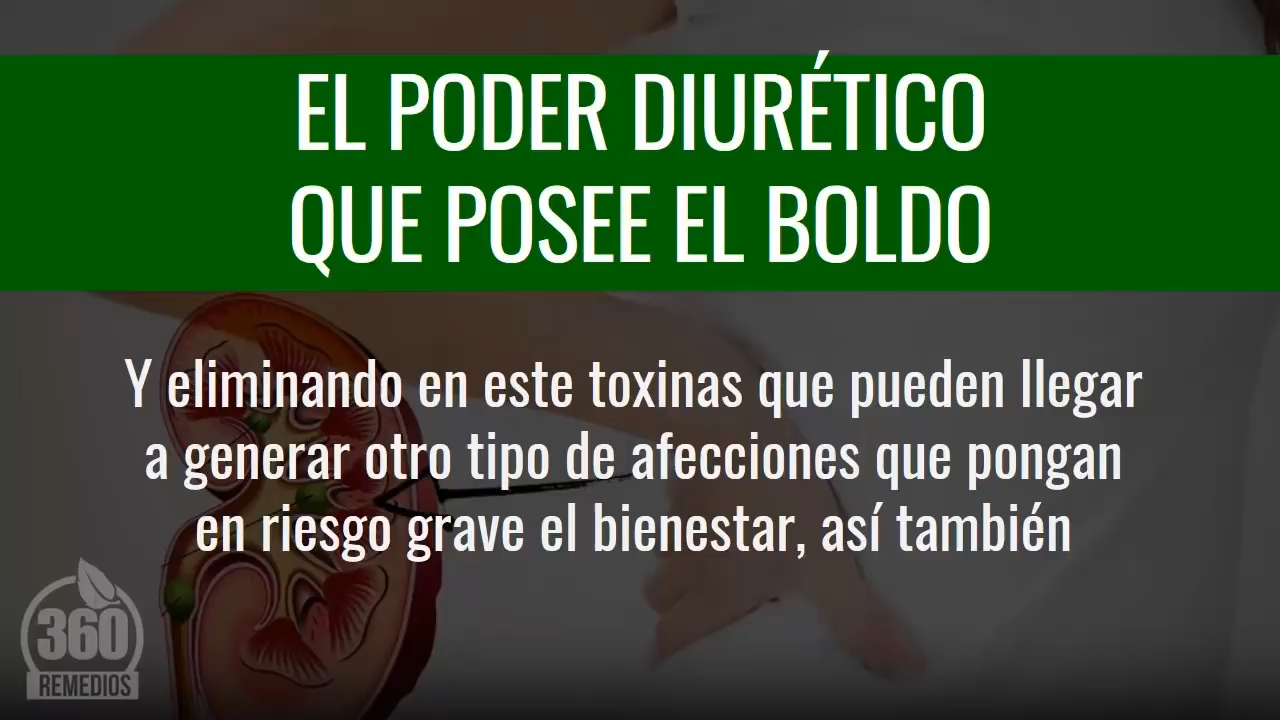 EL PODER DIURÉTICO
QUE POSEE EL BOLDO
Y eliminando en este toxinas que pueden llegar
a generar otro tipo de afecciones que pongan
en riesgo grave el bienestar, así también
360
REMEDIOS